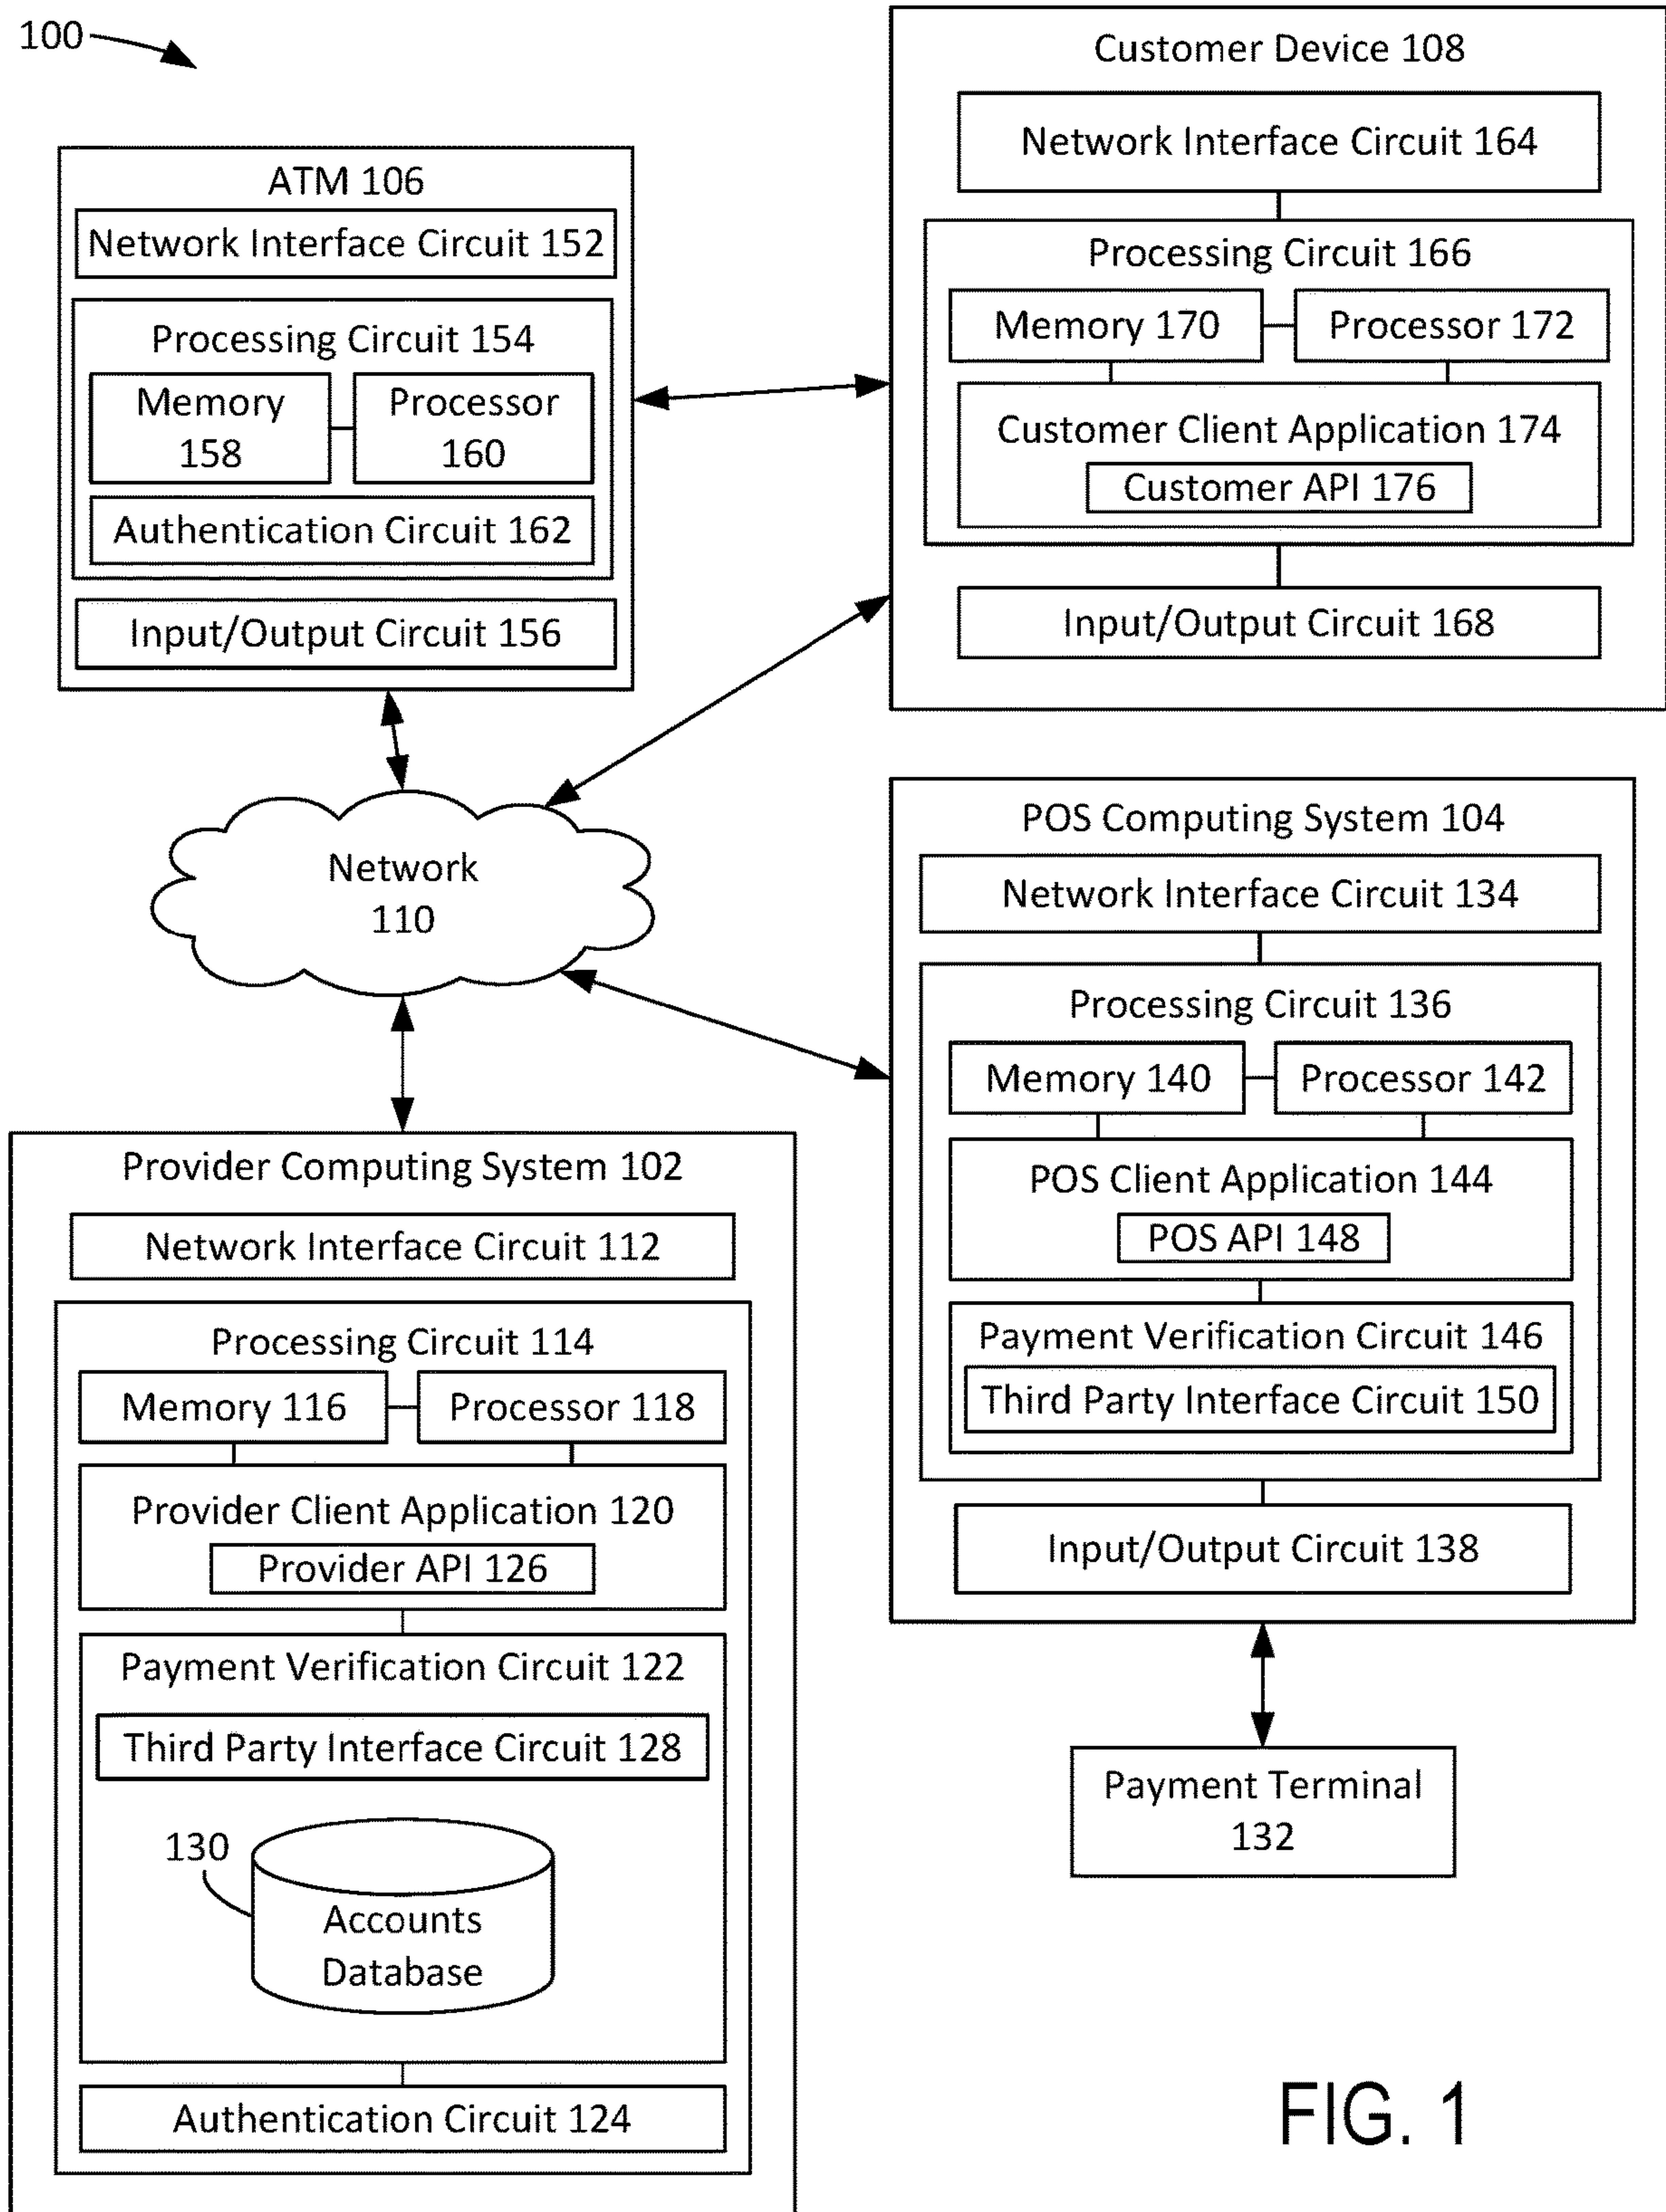 100
ATM 106
Network Interface Circuit 152
Processing Circuit 154
Memory
158
Processor
160
Authentication Circuit 162
Input/Output Circuit 156
Customer Device 108
Network Interface Circuit 164
Processing Circuit 166
Memory 170
Processor 172
Customer Client Application 174
Customer API 176
Input/Output Circuit 168
Network
110
POS Computing System 104
Network Interface Circuit 134
Processing Circuit 136
Memory 140
Processor 142
POS Client Application 144
POS API 148
Payment Verification Circuit 146
Third Party Interface Circuit 150
Input/Output Circuit 138
Payment Terminal
132
Provider Computing System 102
Network Interface Circuit 112
Processing Circuit 114
Memory 116
Processor 118
Provider Client Application 120
Provider API 126
Payment Verification Circuit 122
Third Party Interface Circuit 128
130
Accounts
Database
Authentication Circuit 124
FIG. 1